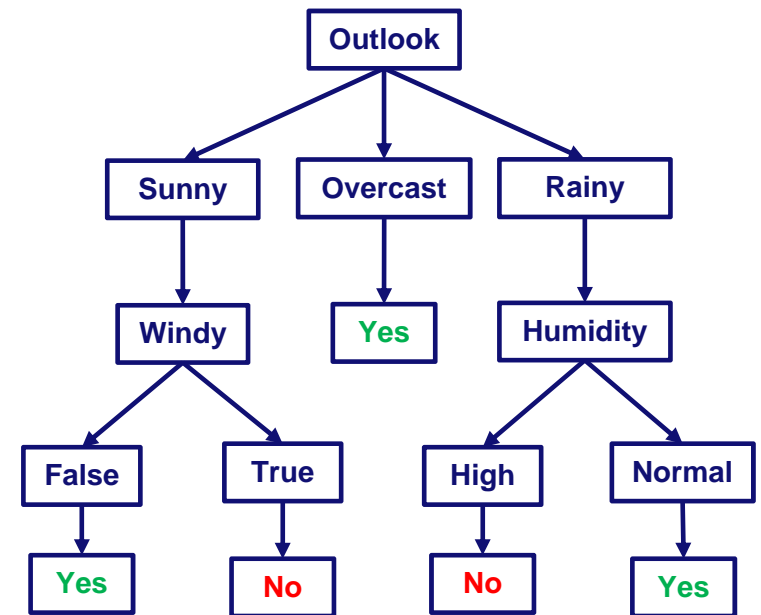 Outlook
Sunny
Overcast
Rainy
Windy
Yes
Humidity
False
True
High
Normal
Yes
No
No
Yes